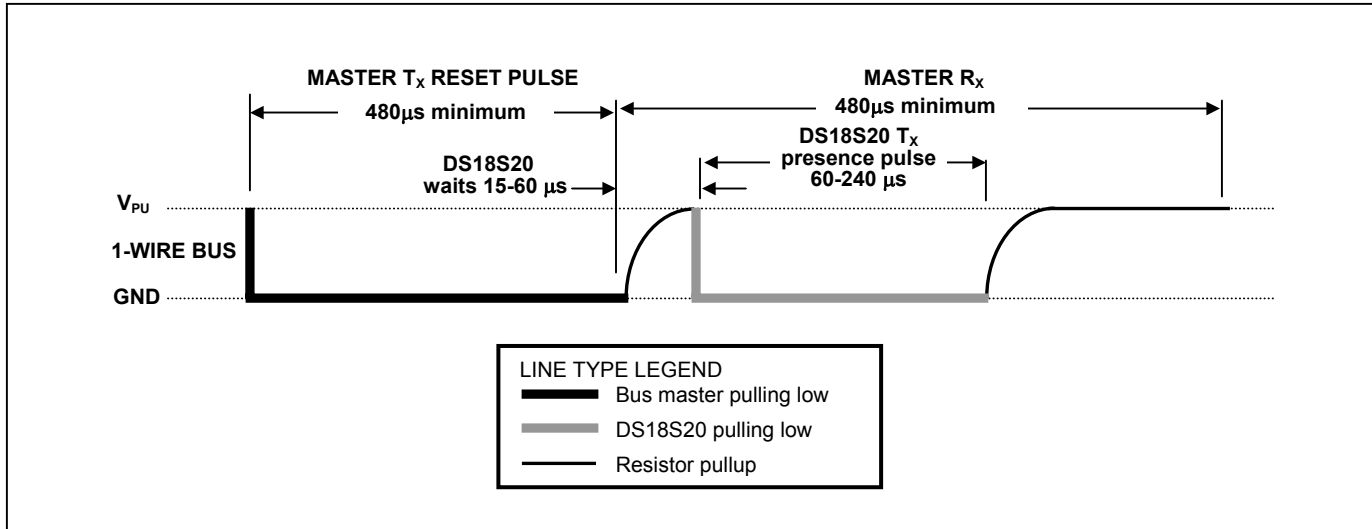 MASTER TX RESET PULSE
480μs minimum
MASTER RX
480μs minimum
DS18S20
waits 15-60 μs
DS18S20 TX
presence pulse
60-240 μs
VPU
1-WIRE BUS
GND
LINE TYPE LEGEND
Bus master pulling low
DS18S20 pulling low
Resistor pullup